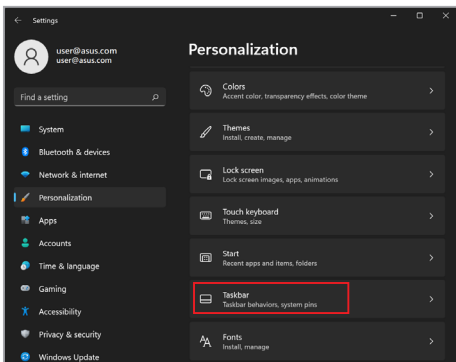 Settings
user@asus.com
user@asus.com
Find a setting
System
Bluetooth & devices
Network & internet
Personalization
Apps
Accounts
Time & language
Gaming
Accessibility
Privacy & security
Windows Update
Personalization
Colors
Accent color, transparency effects, color theme
Themes
Install, create, manage
Lock screen
Lock screen images, apps, animations
Touch keyboard
Themes, size
Start
Recent apps and items, folders
Taskbar
Taskbar behaviors, system pins
Fonts
Install, manage